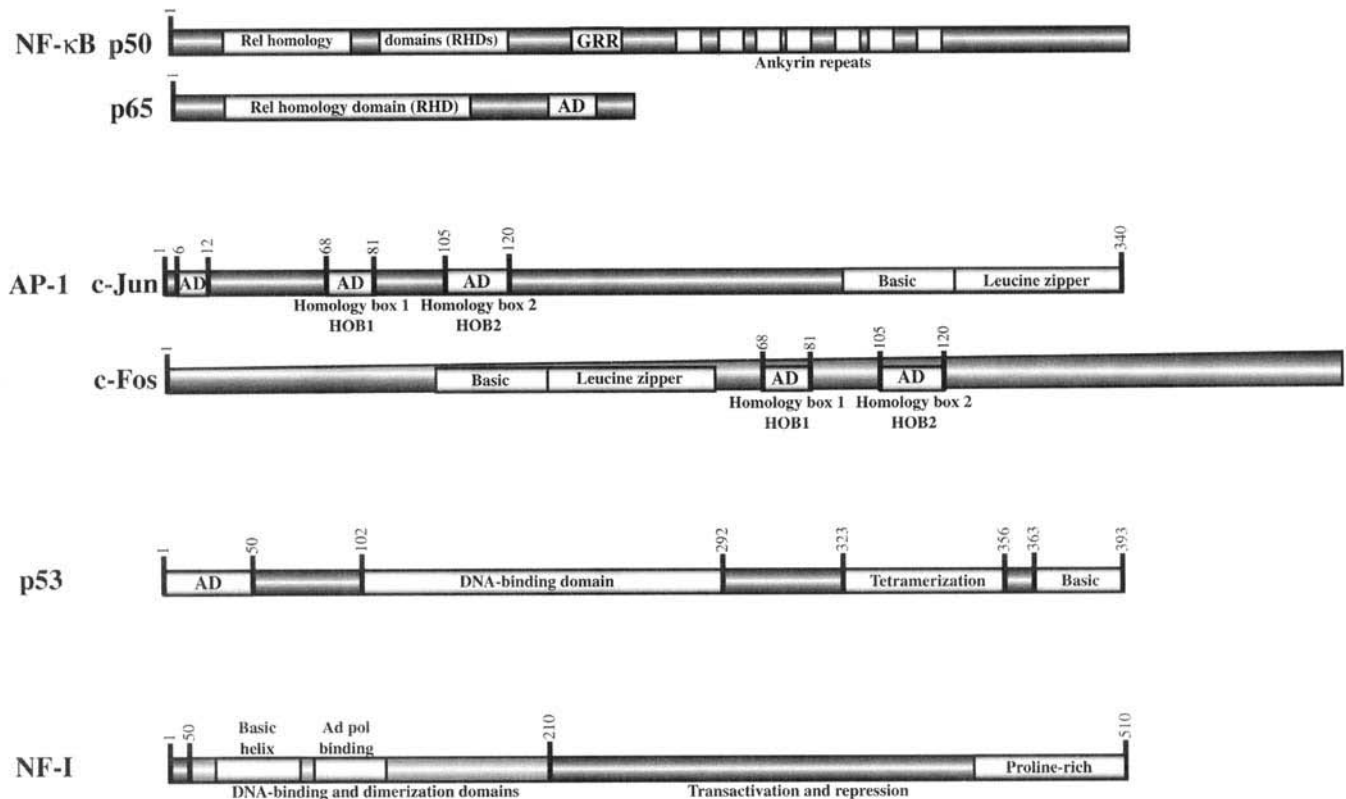 1
NF-κB p50
Rel homology domains (RHDs) GRR
Ankyrin repeats
1
p65
Rel homology domain (RHD) AD
1 6 12 68 81 105 120 340
AP-1 c-Jun
AD AD AD Basic Leucine zipper
Homology box 1 Homology box 2
HOB1 HOB2
1 68 81 105 120
c-Fos
Basic Leucine zipper AD AD
Homology box 1 Homology box 2
HOB1 HOB2
1 50 102 292 323 356 363 393
p53
AD DNA-binding domain Tetramerization Basic
1 50 210 510
Basic Ad pol
helix binding
NF-I
Proline-rich
DNA-binding and dimerization domains Transactivation and repression